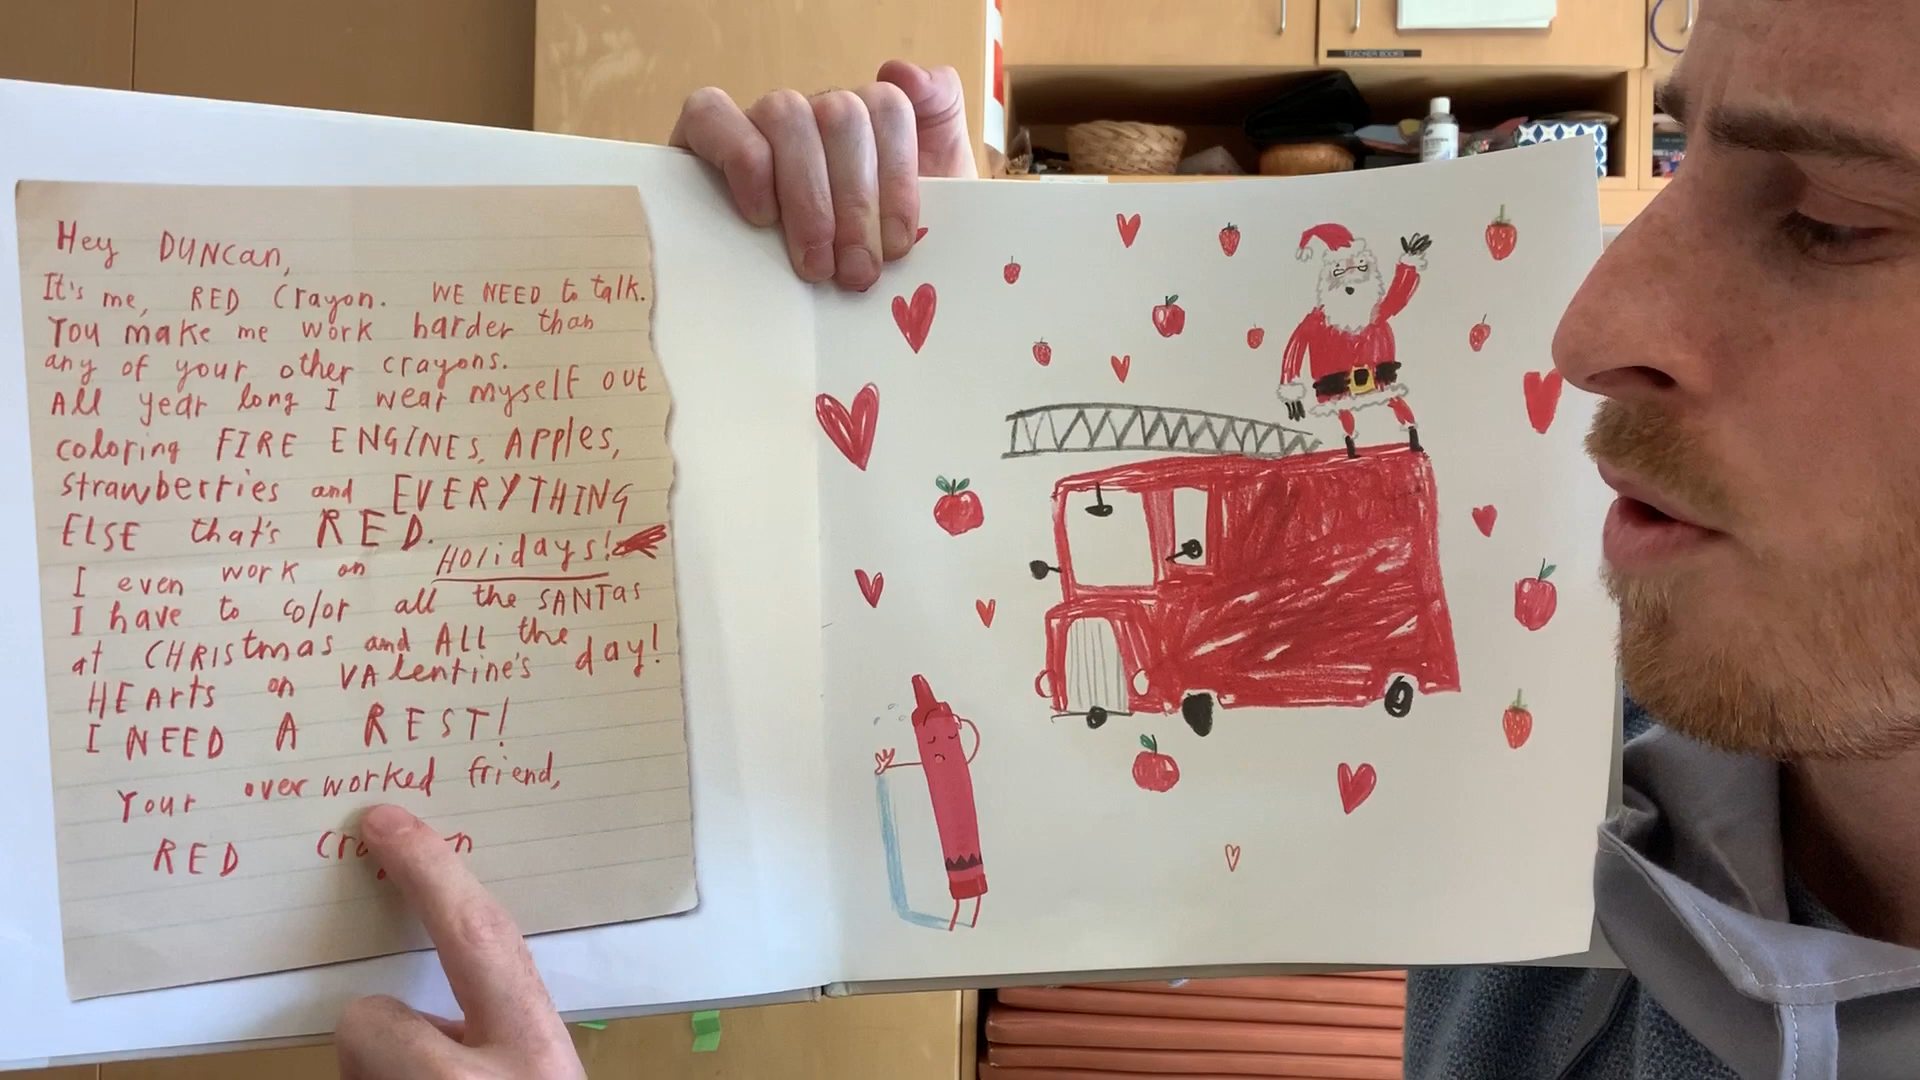 Hey DUNCan,
It's me, RED Crayon. WE NEED to talk.
You make me work harder than
any of your other crayons.
All year long I wear myself out
coloring FIRE ENGINES, Apples,
strawberries and EVERYTHING
ELSE that's RED.
I even work on Holidays!
I have to color all the SANTas
at CHRIStmas and ALL the
HEArts on VAlentine's day!
I NEED A REST!
Your overworked friend,
RED
TEACHER BOOKS